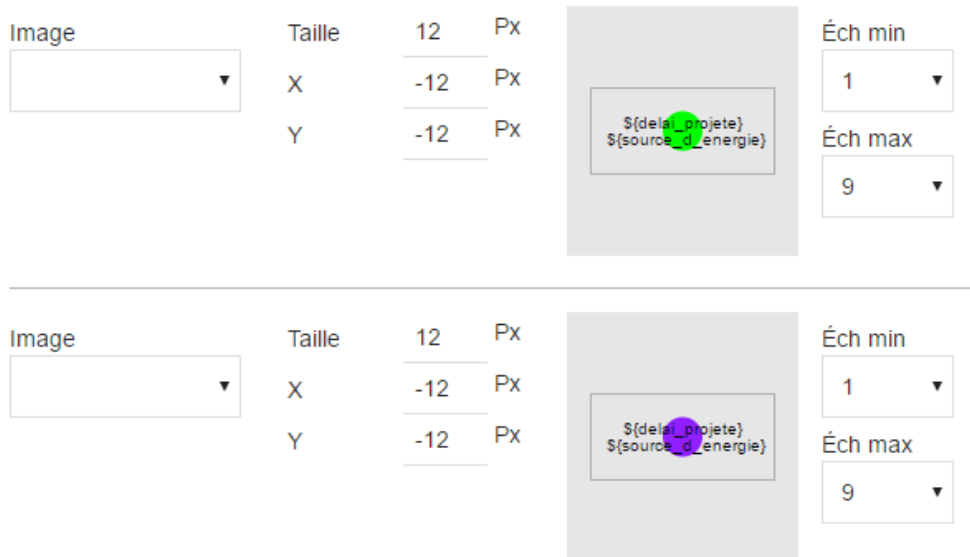 Image Taille 12 Px Éch min
X -12 Px 1
Y -12 Px ${delai_projete} Éch max
${source_d_energie}
9
Image Taille 12 Px Éch min
X -12 Px 1
Y -12 Px ${delai_projete} Éch max
${source_d_energie}
9